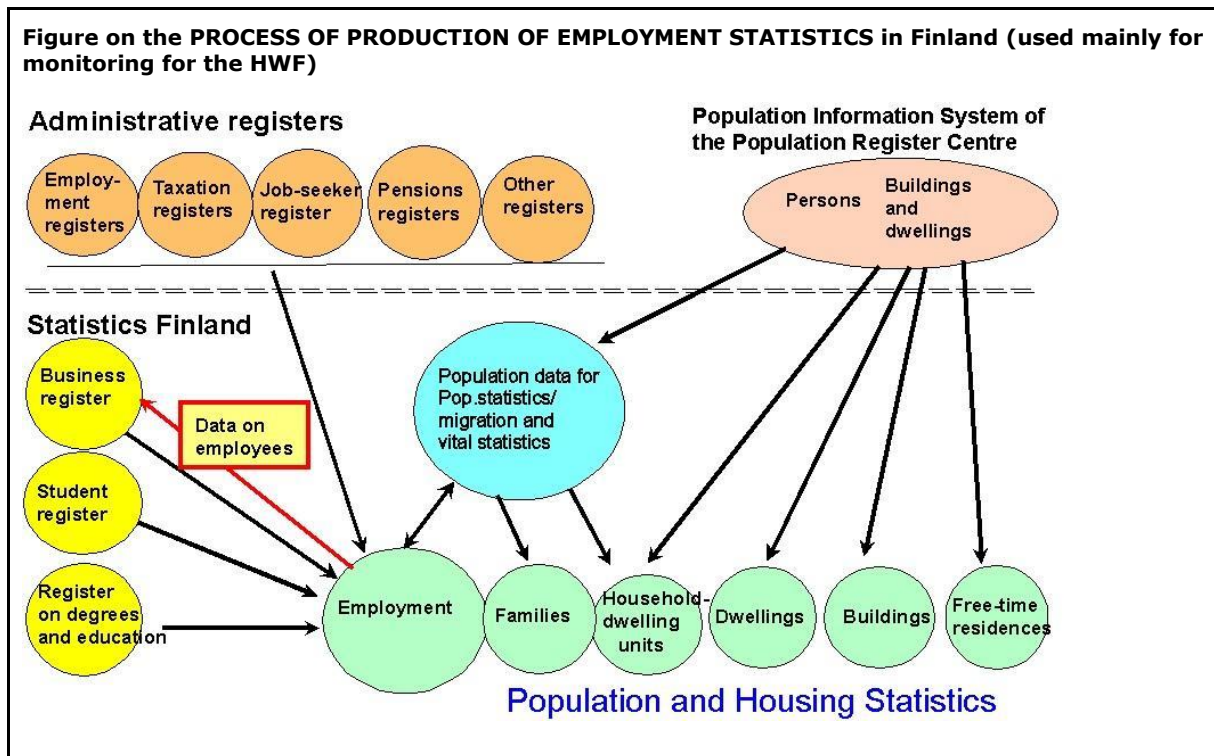 Figure on the PROCESS OF PRODUCTION OF EMPLOYMENT STATISTICS in Finland (used mainly for
monitoring for the HWF)
Administrative registers
Employ-
ment
registers
Taxation
registers
Job-seeker
register
Pensions
registers
Other
registers
Population Information System of
the Population Register Centre
Persons
Buildings
and
dwellings
Statistics Finland
Business
register
Data on
employees
Population data for
Pop.statistics/
migration and
vital statistics
Student
register
Register
on degrees
and education
Employment
Families
Household-
dwelling
units
Dwellings
Buildings
Free-time
residences
Population and Housing Statistics